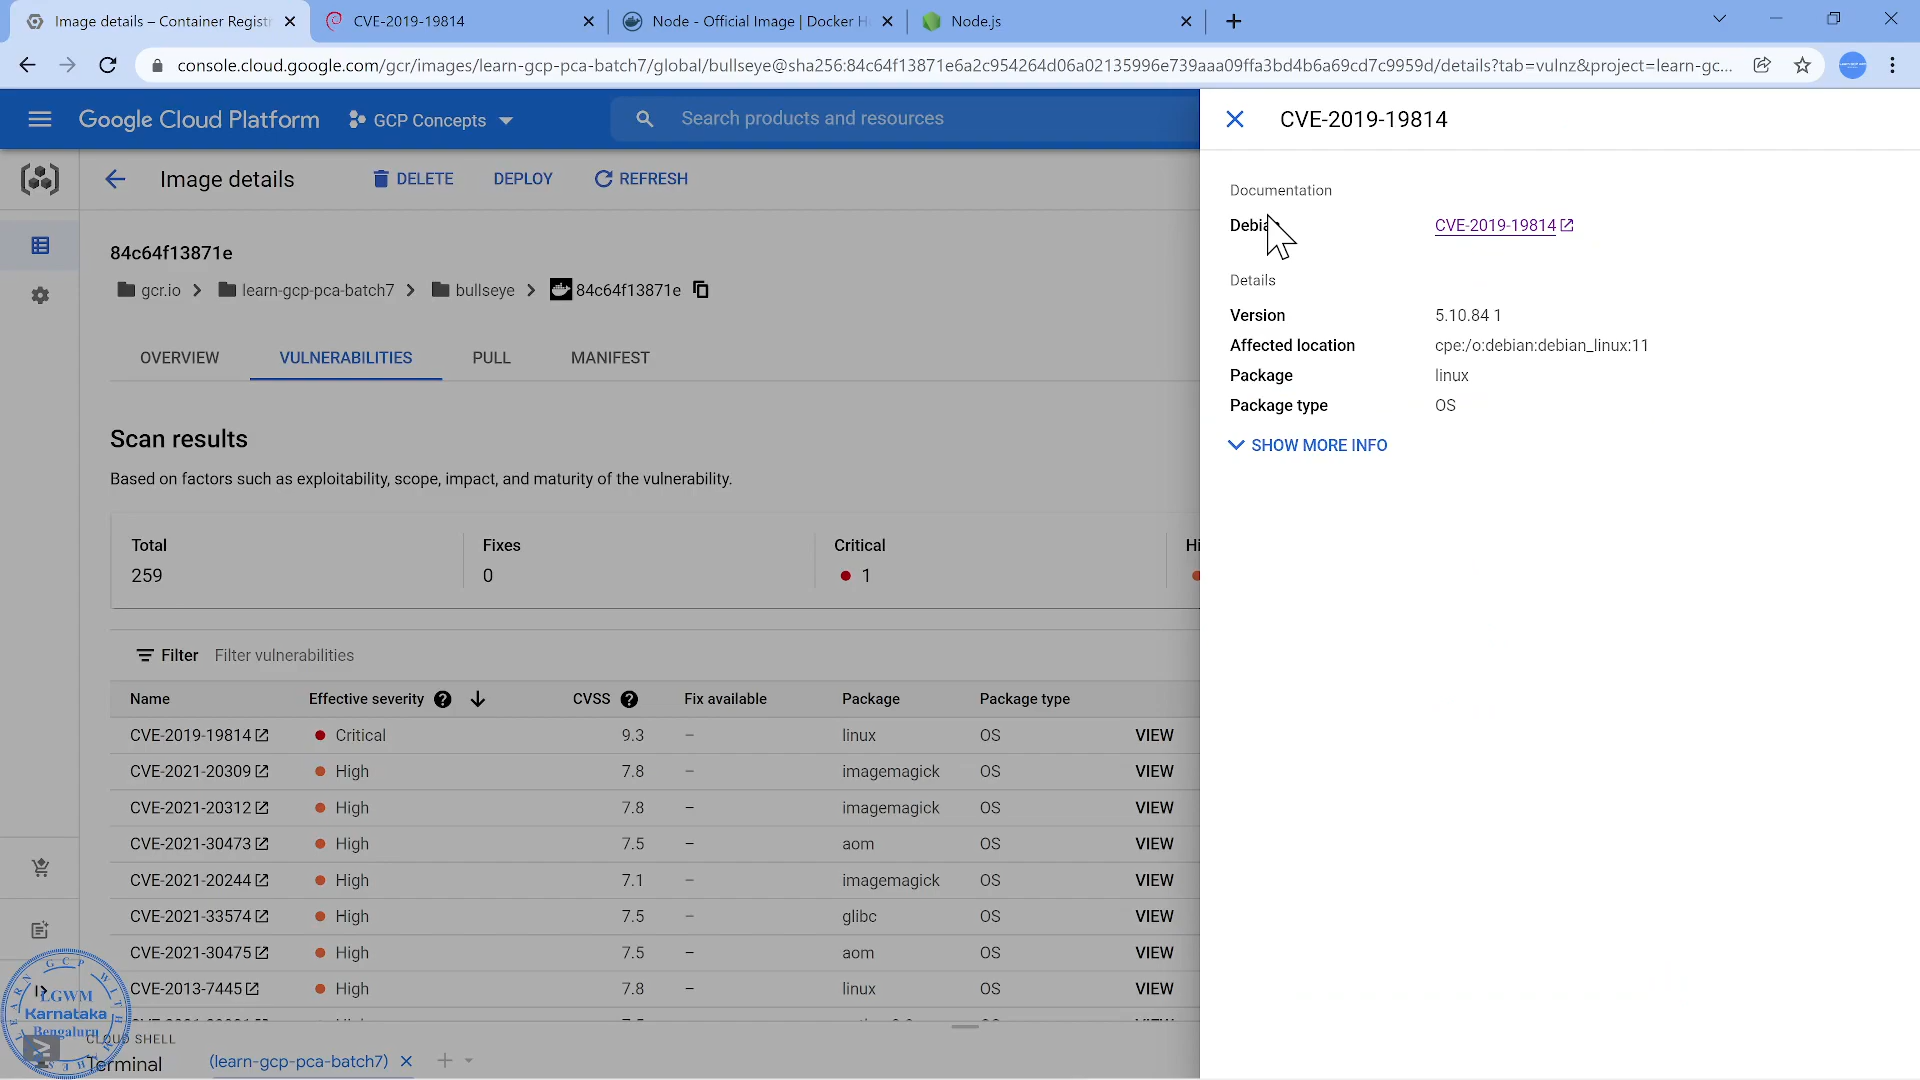 Image details – Container Registr
CVE-2019-19814
Node - Official Image | Docker H
Node.js
console.cloud.google.com/gcr/images/learn-gcp-pca-batch7/global/bullseye@sha256:84c64f13871e6a2c954264d06a02135996e739aaa09ffa3bd4b6a69cd7c9959d/details?tab=vulnz&project=learn-gc...
Google Cloud Platform
GCP Concepts
Search products and resources
CVE-2019-19814
Image details
DELETE
DEPLOY
REFRESH
Documentation
Debia
CVE-2019-19814
84c64f13871e
gcr.io
learn-gcp-pca-batch7
bullseye
84c64f13871e
Details
Version 5.10.84 1
Affected location cpe:/o:debian:debian_linux:11
Package linux
Package type OS
SHOW MORE INFO
OVERVIEW
VULNERABILITIES
PULL
MANIFEST
Scan results
Based on factors such as exploitability, scope, impact, and maturity of the vulnerability.
Total Fixes Critical Hi
259 0 1
Filter Filter vulnerabilities
Name Effective severity CVSS Fix available Package Package type
CVE-2019-19814 Critical 9.3 – linux OS VIEW
CVE-2021-20309 High 7.8 – imagemagick OS VIEW
CVE-2021-20312 High 7.8 – imagemagick OS VIEW
CVE-2021-30473 High 7.5 – aom OS VIEW
CVE-2021-20244 High 7.1 – imagemagick OS VIEW
CVE-2021-33574 High 7.5 – glibc OS VIEW
CVE-2021-30475 High 7.5 – aom OS VIEW
CVE-2013-7445 High 7.8 – linux OS VIEW
LGWM
Karnataka
Bengaluru
CLOUD SHELL
Terminal
(learn-gcp-pca-batch7)